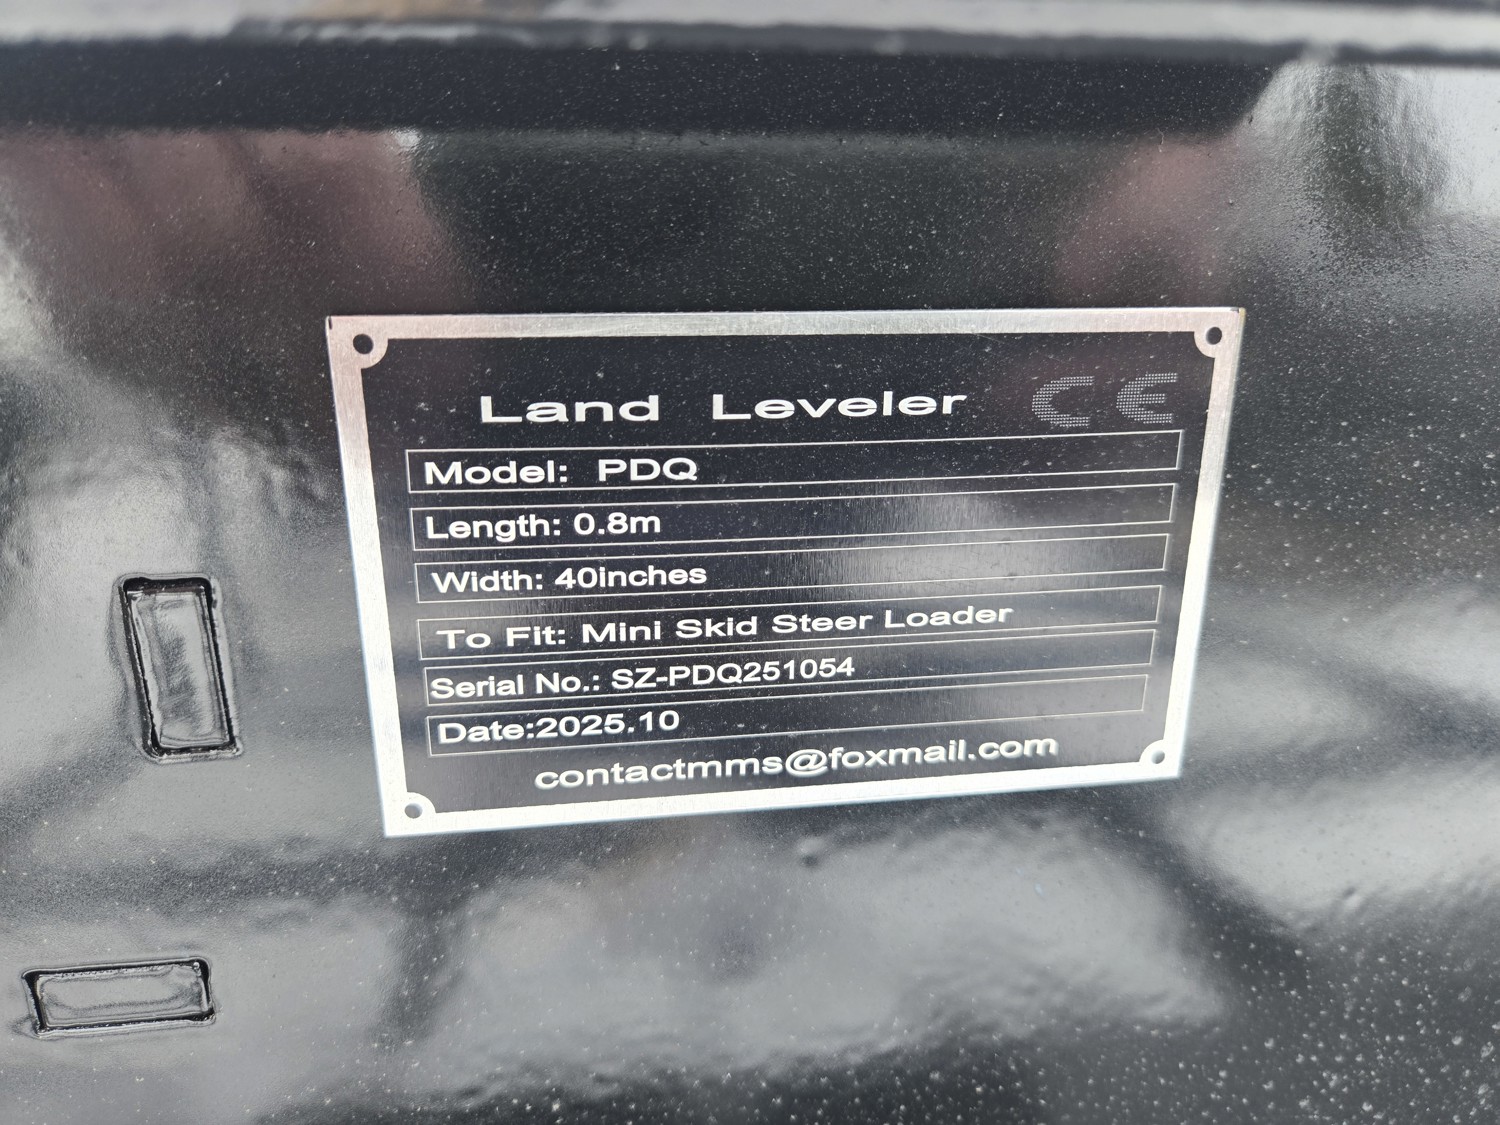 Land Leveler CE
Model: PDQ
Length: 0.8m
Width: 40inches
To Fit: Mini Skid Steer Loader
Serial No.: SZ-PDQ251054
Date:2025.10
contactmms@foxmail.com